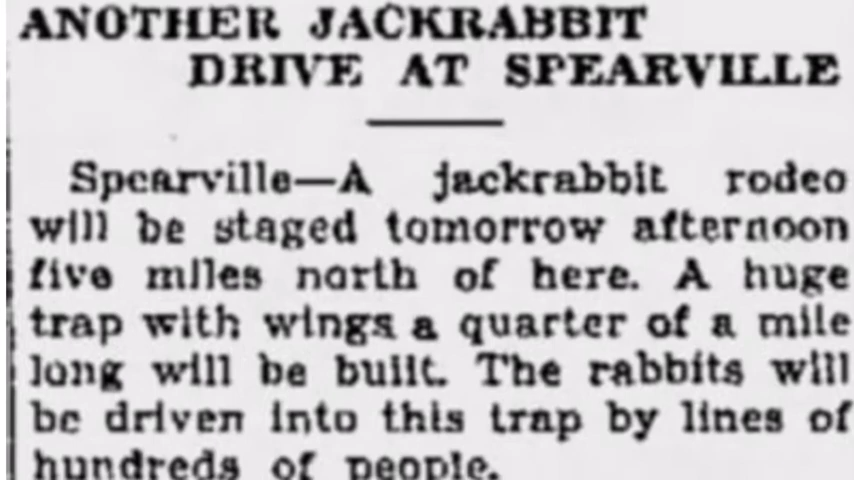 ANOTHER JACKRABBIT
DRIVE AT SPEARVILLE
Spearville—A jackrabbit rodeo
will be staged tomorrow afternoon
five miles north of here. A huge
trap with wings a quarter of a mile
long will be built. The rabbits will
be driven into this trap by lines of
hundreds of people.